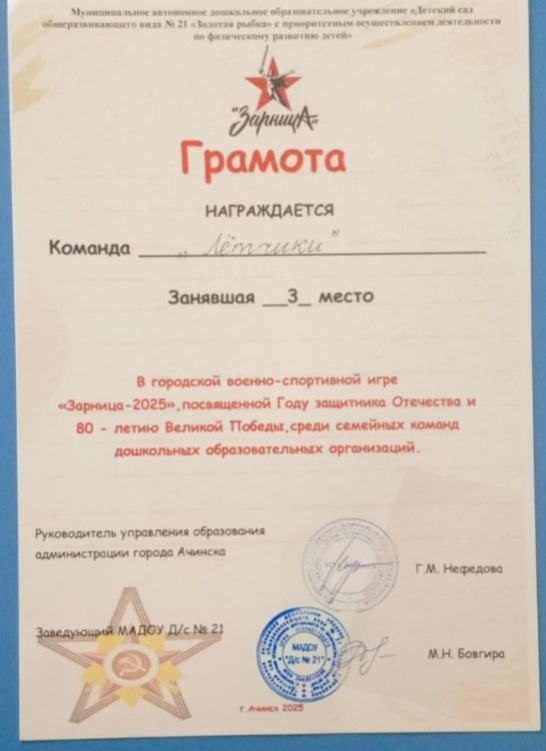 Муниципальное автономное дошкольное образовательное учреждение «Детский сад
общеразвивающего вида № 21 «Золотая рыбка» с приоритетным осуществлением деятельности
по физическому развитию детей»
"Зарница"
Грамота
НАГРАЖДАЕТСЯ
Команда „Лётчики"
Занявшая __3_ место
В городской военно-спортивной игре
«Зарница-2025»,посвященной Году защитника Отечества и
80 - летию Великой Победы,среди семейных команд
дошкольных образовательных организаций.
Руководитель управления образования
администрации города Ачинска
Г.М. Нефедова
Заведующий МАДОУ Д/с № 21
МАДОУ
"Д/с № 21"
М.Н. Бовгира
г.Ачинск 2025